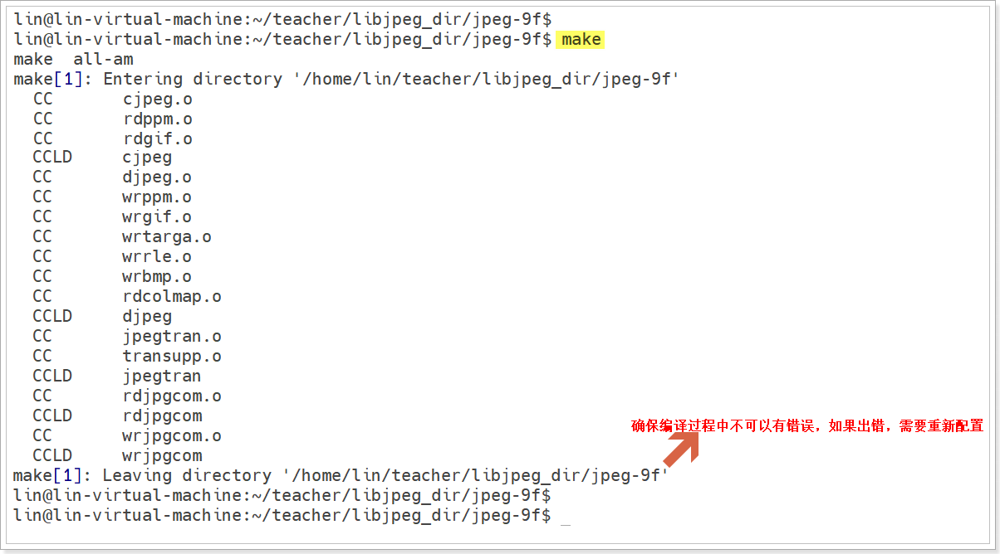 lin@lin-virtual-machine:~/teacher/libjpeg_dir/jpeg-9f$
lin@lin-virtual-machine:~/teacher/libjpeg_dir/jpeg-9f$ make
make  all-am
make[1]: Entering directory '/home/lin/teacher/libjpeg_dir/jpeg-9f'
  CC       cjpeg.o
  CC       rdppm.o
  CC       rdgif.o
  CCLD     cjpeg
  CC       djpeg.o
  CC       wrppm.o
  CC       wrgif.o
  CC       wrtarga.o
  CC       wrrle.o
  CC       wrbmp.o
  CC       rdcolmap.o
  CCLD     djpeg
  CC       jpegtran.o
  CC       transupp.o
  CCLD     jpegtran
  CC       rdjpgcom.o
  CCLD     rdjpgcom
确保编译过程中不可以有错误，如果出错，需要重新配置
  CC       wrjpgcom.o
  CCLD     wrjpgcom
make[1]: Leaving directory '/home/lin/teacher/libjpeg_dir/jpeg-9f'
lin@lin-virtual-machine:~/teacher/libjpeg_dir/jpeg-9f$
lin@lin-virtual-machine:~/teacher/libjpeg_dir/jpeg-9f$ _